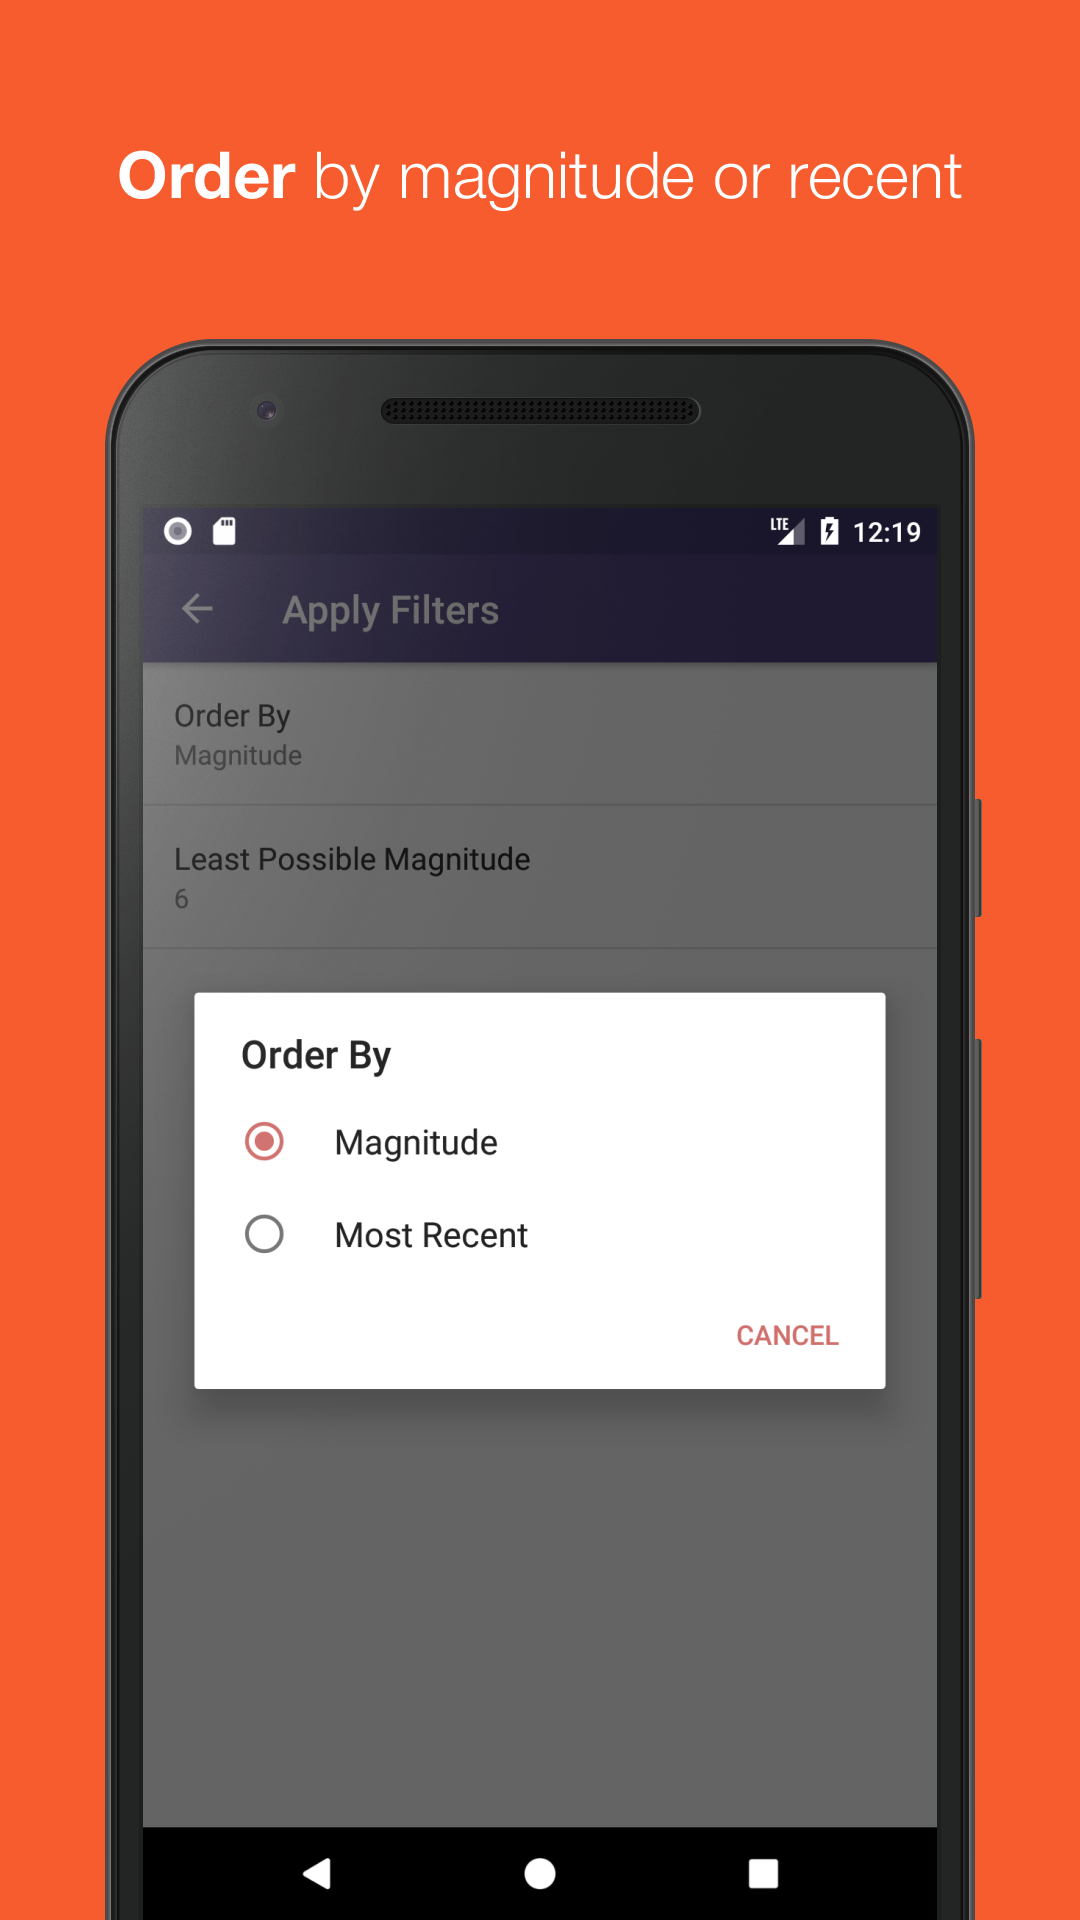 Order by magnitude or recent
LTE 12:19
Apply Filters
Order By
Magnitude
Least Possible Magnitude
6
Order By
Magnitude
Most Recent
CANCEL